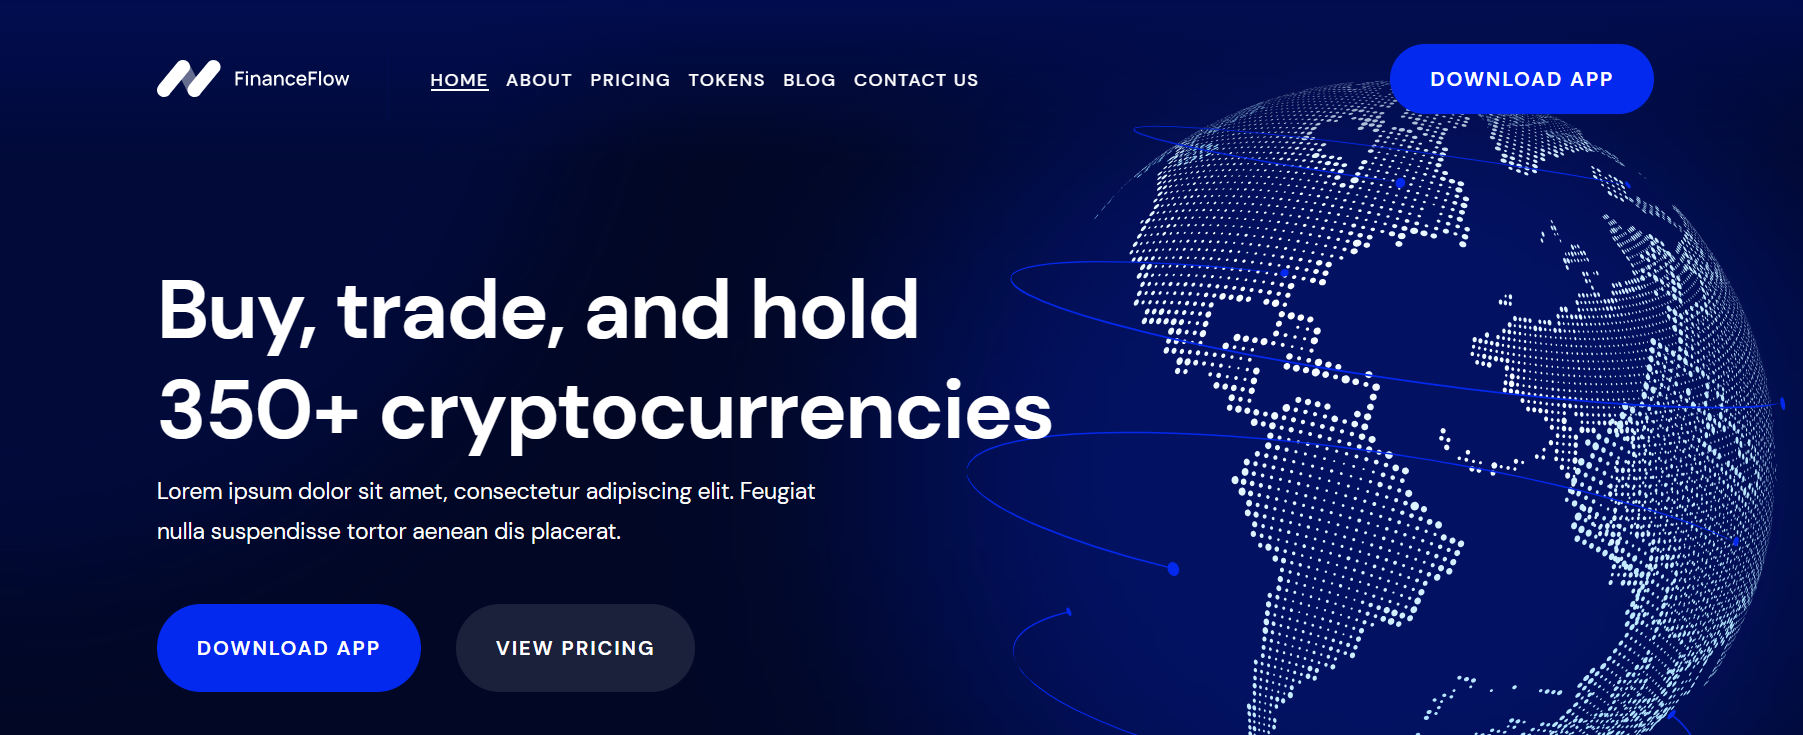 FinanceFlow
HOME ABOUT PRICING TOKENS BLOG CONTACT US
DOWNLOAD APP
Buy, trade, and hold
350+ cryptocurrencies
Lorem ipsum dolor sit amet, consectetur adipiscing elit. Feugiat
nulla suspendisse tortor aenean dis placerat.
DOWNLOAD APP
VIEW PRICING